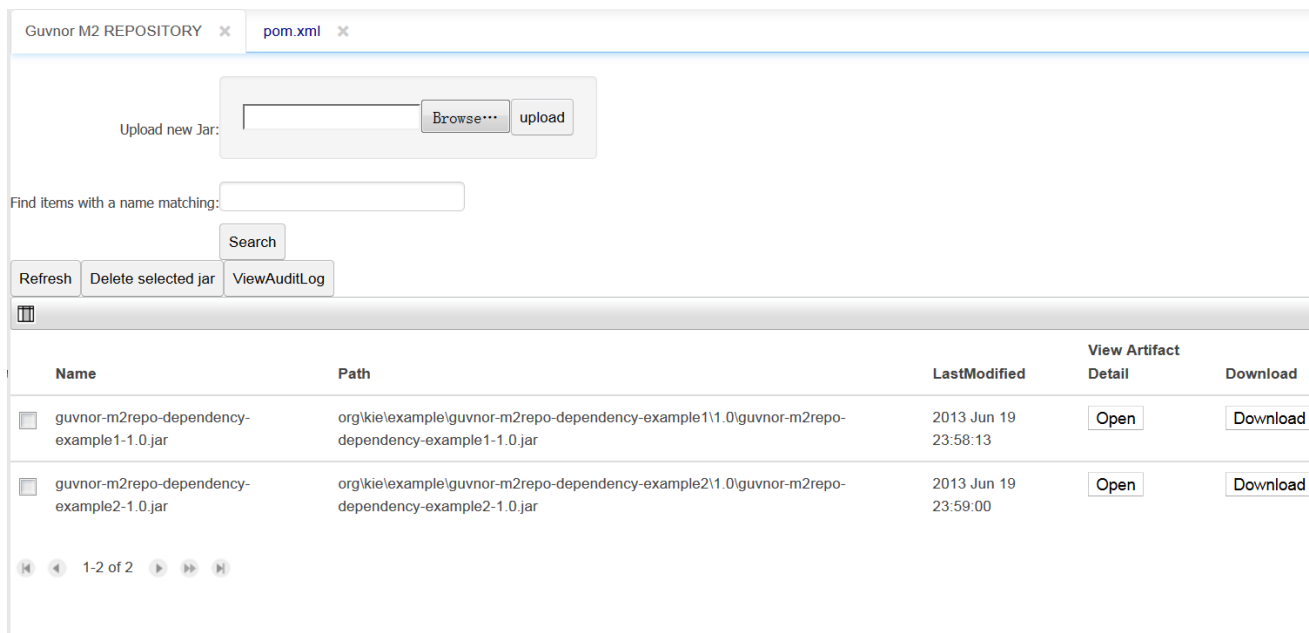 Guvnor M2 REPOSITORY pom.xml
Upload new Jar: Browse… upload
Find items with a name matching:
Search
Refresh Delete selected jar ViewAuditLog
View Artifact
Name Path LastModified Detail Download
guvnor-m2repo-dependency- org\kie\example\guvnor-m2repo-dependency-example1\1.0\guvnor-m2repo- 2013 Jun 19 Open Download
example1-1.0.jar dependency-example1-1.0.jar 23:58:13
guvnor-m2repo-dependency- org\kie\example\guvnor-m2repo-dependency-example2\1.0\guvnor-m2repo- 2013 Jun 19 Open Download
example2-1.0.jar dependency-example2-1.0.jar 23:59:00
1-2 of 2